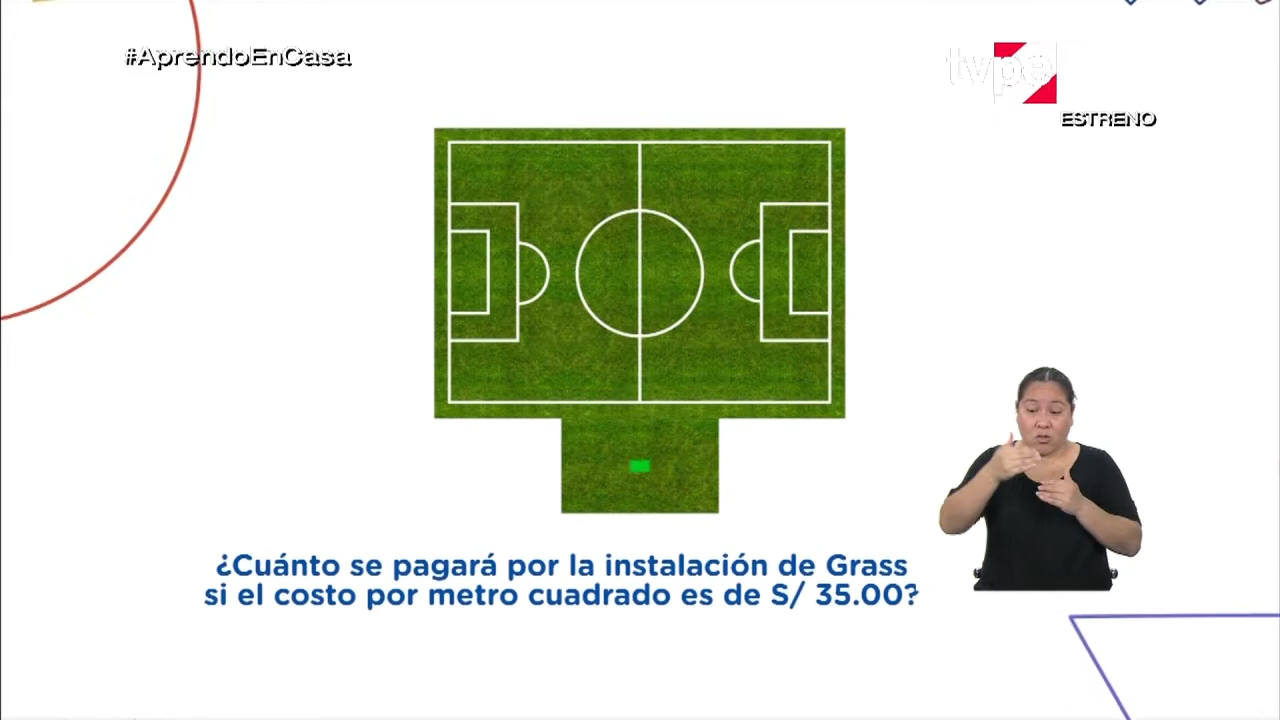 #AprendoEnCasa
tvpe
ESTRENO
¿Cuánto se pagará por la instalación de Grass
si el costo por metro cuadrado es de S/ 35.00?